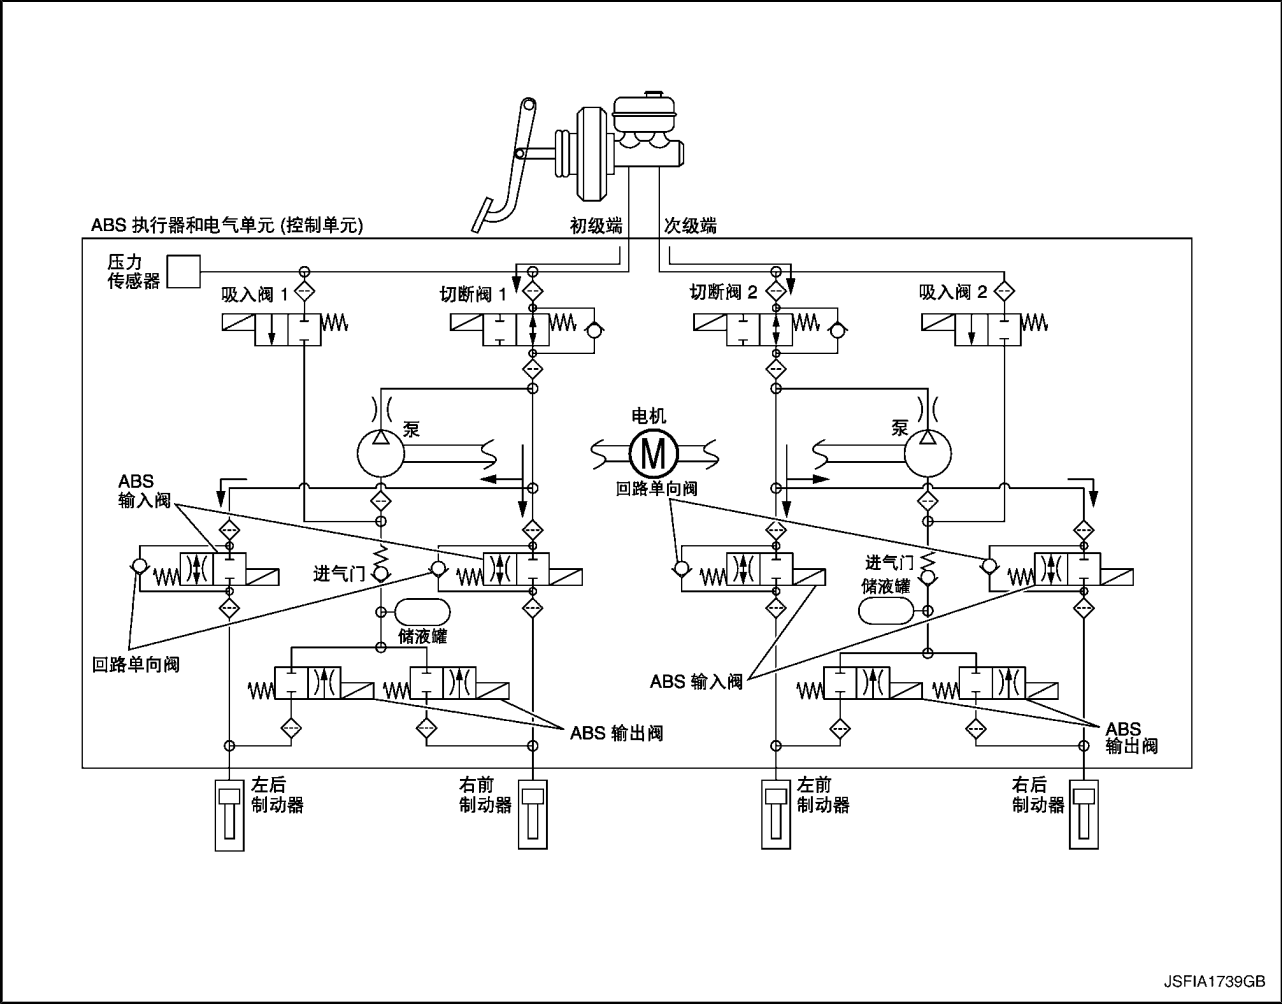 ABS 执行器和电气单元 (控制单元)
初级端
次级端
压力
传感器
吸入阀 1
切断阀 1
切断阀 2
吸入阀 2
泵
电机
M
泵
回路单向阀
ABS
输入阀
进气门
进气门
储液罐
储液罐
回路单向阀
ABS 输入阀
ABS 输出阀
ABS
输出阀
左后
制动器
右前
制动器
左前
制动器
右后
制动器
JSFIA1739GB